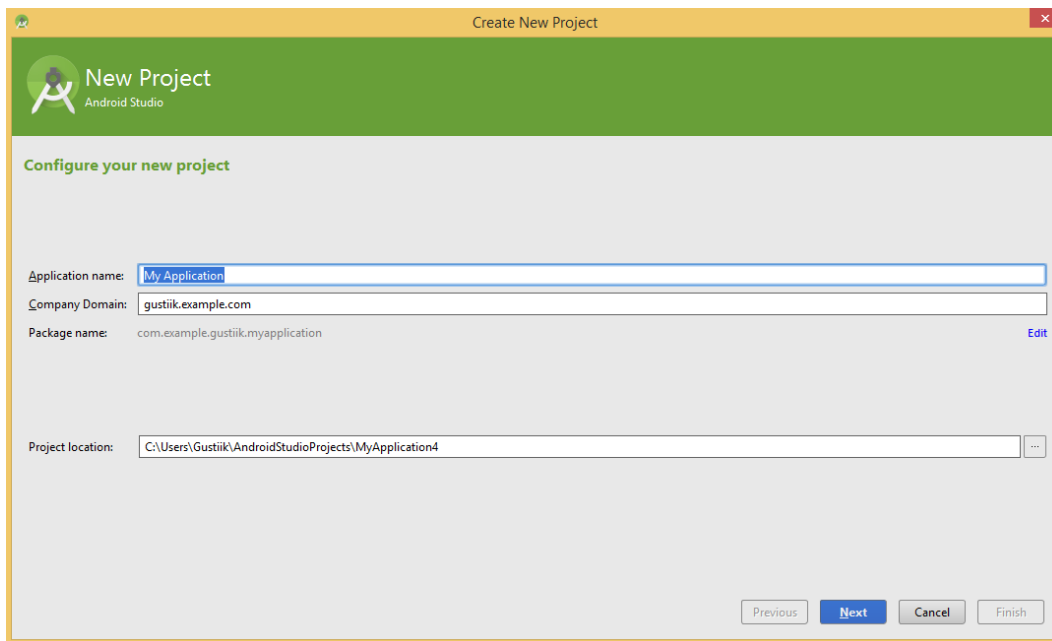 Create New Project
New Project
Android Studio
Configure your new project
Application name: My Application
Company Domain: gustiik.example.com
Package name: com.example.gustiik.myapplication Edit
Project location: C:\Users\Gustiik\AndroidStudioProjects\MyApplication4 ...
Previous Next Cancel Finish